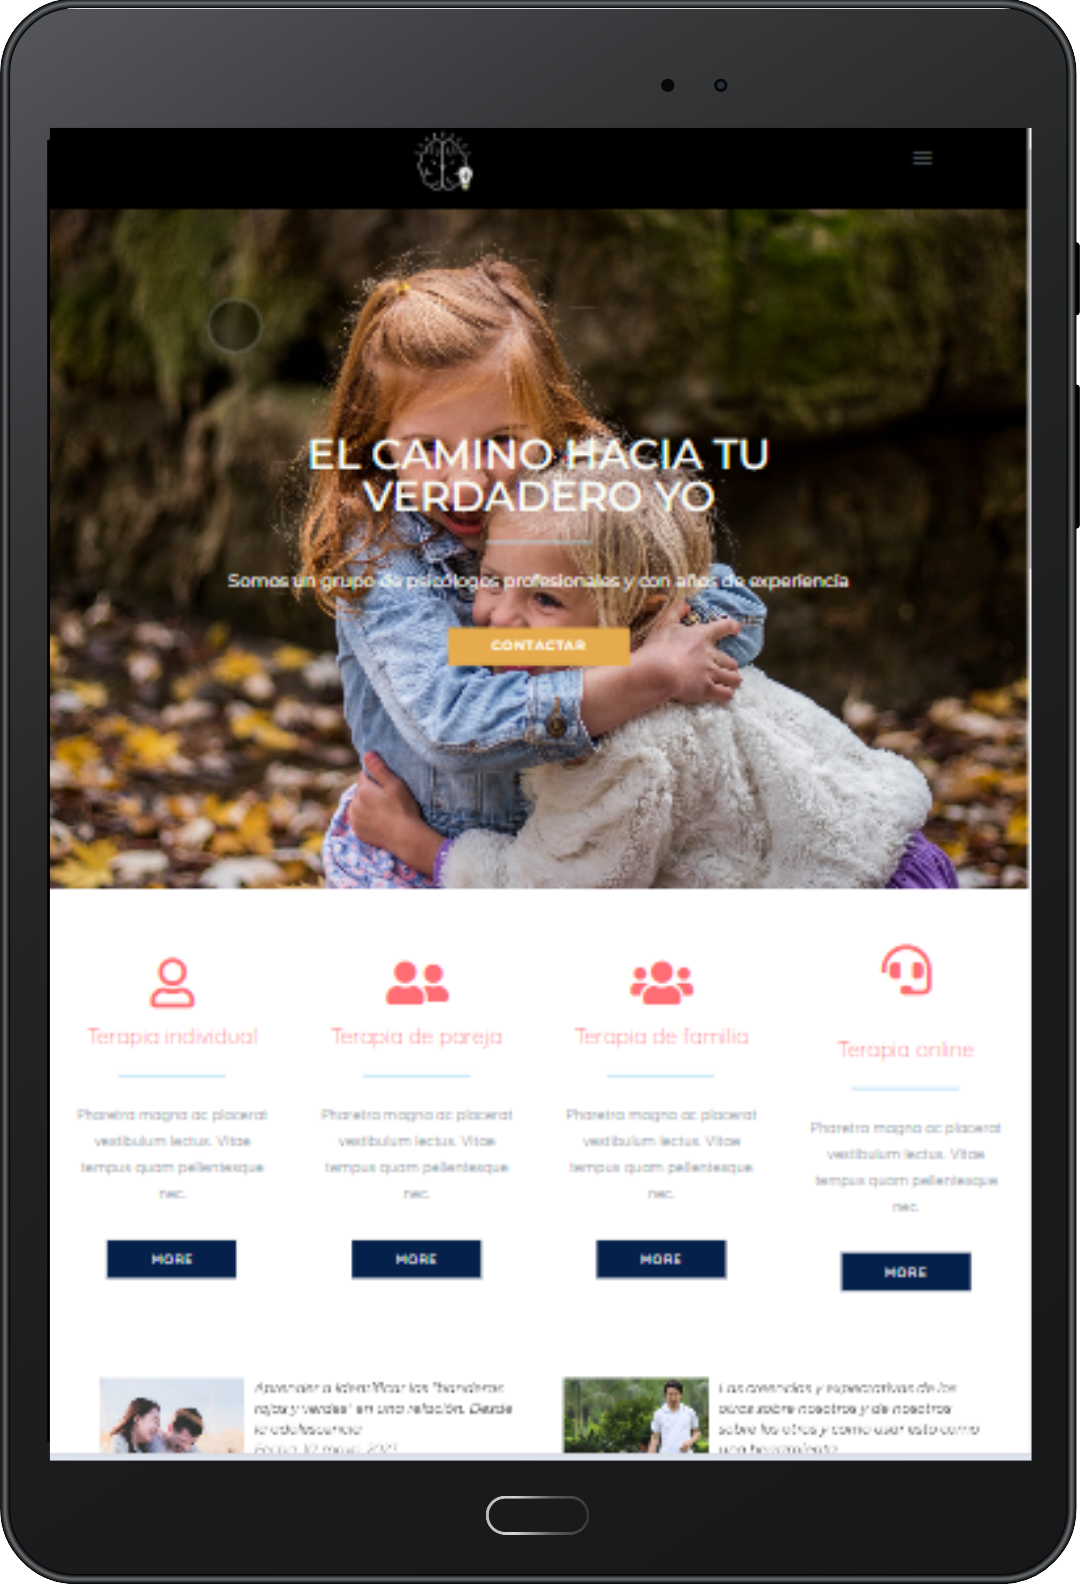 EL CAMINO HACIA TU
VERDADERO YO
Somos un grupo de psicólogos profesionales y con años de experiencia
CONTACTAR
Terapia individual
Pharetra magna ac placerat
vestibulum lectus. Vitae
tempus quam pellentesque
nec.
MORE
Terapia de pareja
Pharetra magna ac placerat
vestibulum lectus. Vitae
tempus quam pellentesque
nec.
MORE
Terapia de familia
Pharetra magna ac placerat
vestibulum lectus. Vitae
tempus quam pellentesque
nec.
MORE
Terapia online
Pharetra magna ac placerat
vestibulum lectus. Vitae
tempus quam pellentesque
nec.
MORE
Aprender a identificar las "banderas
rojas y verdes" en una relación. Desde
la adolescencia
Fecha: 10 mayo, 2021
Las creencias y expectativas de los
otros sobre nosotros y de nosotros
sobre los otros y como usar esto como
una herramienta